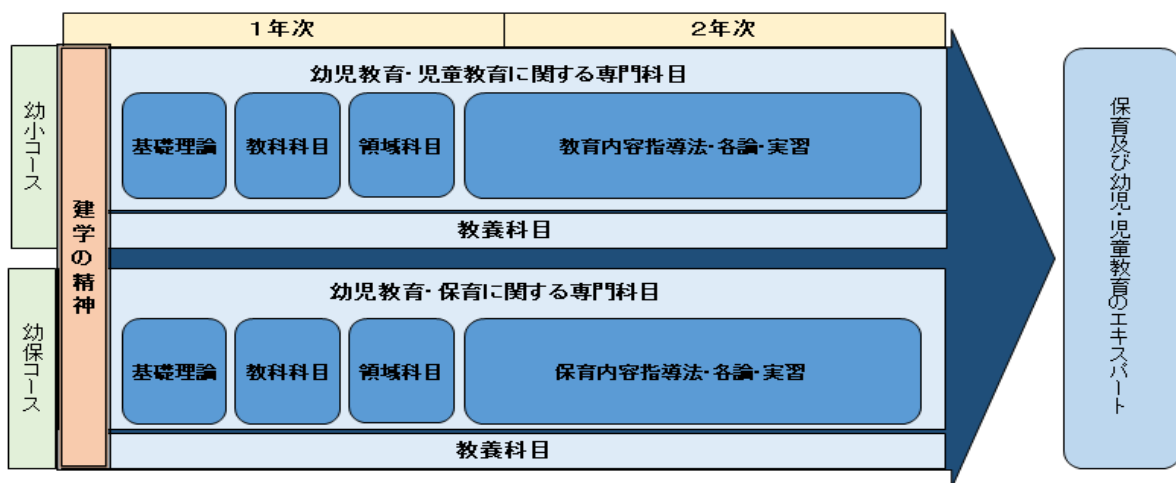 1年次
2年次
幼小コース
建学の精神
幼児教育・児童教育に関する専門科目
基礎理論
教科科目
領域科目
教育内容指導法・各論・実習
教養科目
幼保コース
幼児教育・保育に関する専門科目
基礎理論
教科科目
領域科目
保育内容指導法・各論・実習
教養科目
保育及び幼児・児童教育のエキスパート